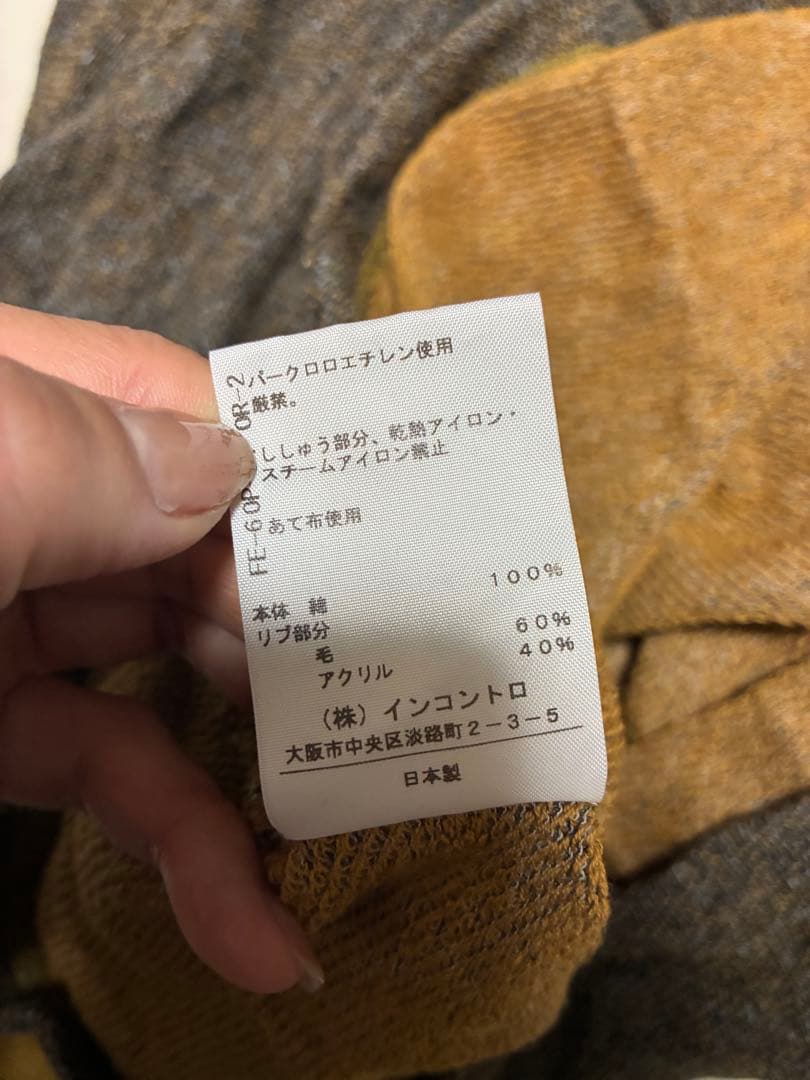 パークロロエチレン使用
厳禁。
ししゅう部分、乾熱アイロン・
スチームアイロン禁止
あて布使用
本体 綿 100%
リブ部分
毛 60%
アクリル 40%
(株)インコントロ
大阪市中央区淡路町2-3-5
日本製